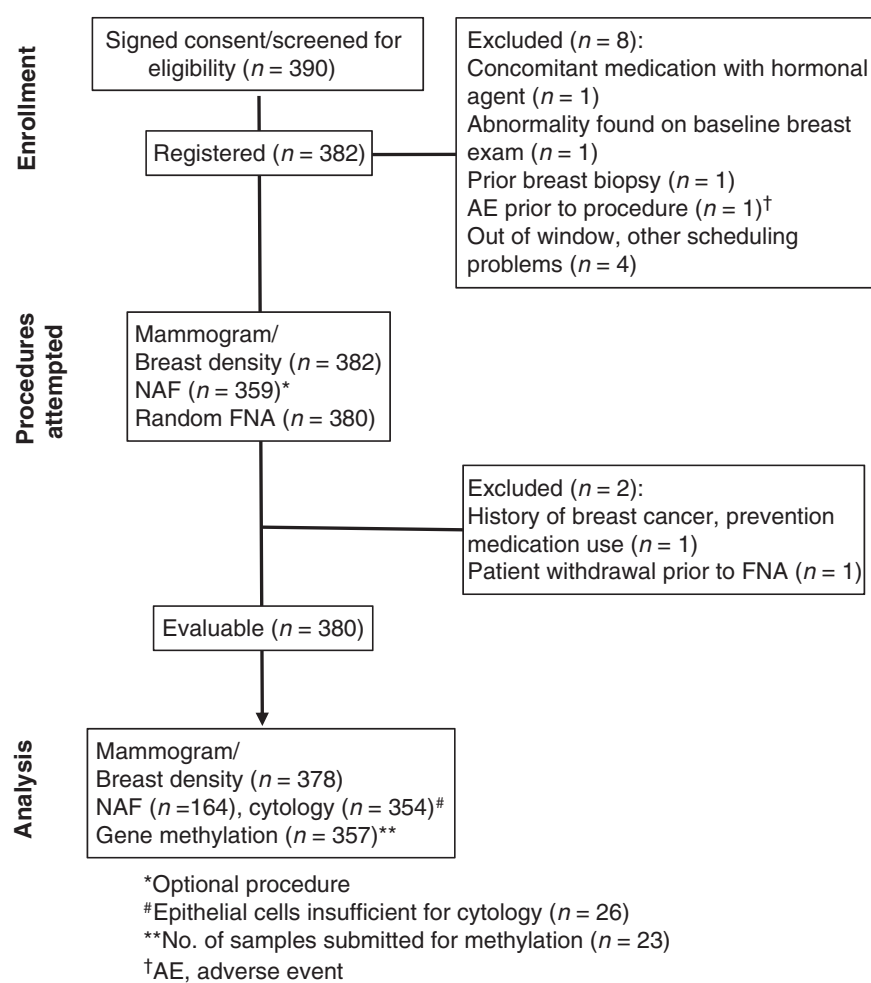 Enrollment
Signed consent/screened for
eligibility (n = 390)
Registered (n = 382)
Excluded (n = 8):
Concomitant medication with hormonal
agent (n = 1)
Abnormality found on baseline breast
exam (n = 1)
Prior breast biopsy (n = 1)
AE prior to procedure (n = 1)†
Out of window, other scheduling
problems (n = 4)
Procedures
attempted
Mammogram/
Breast density (n = 382)
NAF (n = 359)*
Random FNA (n = 380)
Excluded (n = 2):
History of breast cancer, prevention
medication use (n = 1)
Patient withdrawal prior to FNA (n = 1)
Evaluable (n = 380)
Analysis
Mammogram/
Breast density (n = 378)
NAF (n =164), cytology (n = 354)#
Gene methylation (n = 357)**
*Optional procedure
#Epithelial cells insufficient for cytology (n = 26)
**No. of samples submitted for methylation (n = 23)
†AE, adverse event